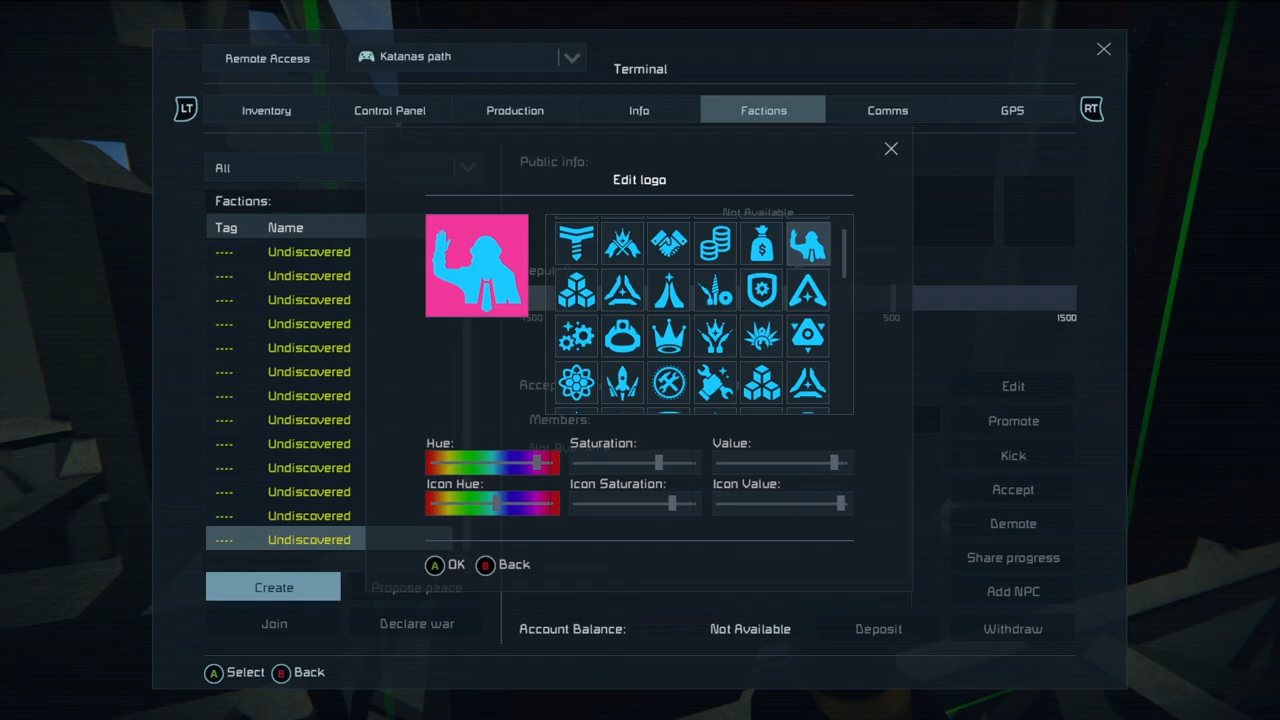 Remote Access
Katanas path
Terminal
LT
Inventory
Control Panel
Production
Info
Factions
Comms
GPS
RT
All
Public info:
Edit logo
Factions:
Not Available
Tag Name
---- Undiscovered
---- Undiscovered
---- Undiscovered
---- Undiscovered
---- Undiscovered
---- Undiscovered
---- Undiscovered
---- Undiscovered
---- Undiscovered
---- Undiscovered
---- Undiscovered
---- Undiscovered
---- Undiscovered
500
1500
Edit
Members:
Promote
Hue:
Saturation:
Value:
Kick
Icon Hue:
Icon Saturation:
Icon Value:
Accept
Demote
Share progress
A OK B Back
Create
Propose peace
Add NPC
Join
Declare war
Account Balance:
Not Available
Deposit
Withdraw
A Select B Back